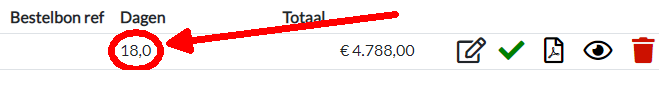 Bestelbon ref Dagen Totaal
18,0 € 4.788,00